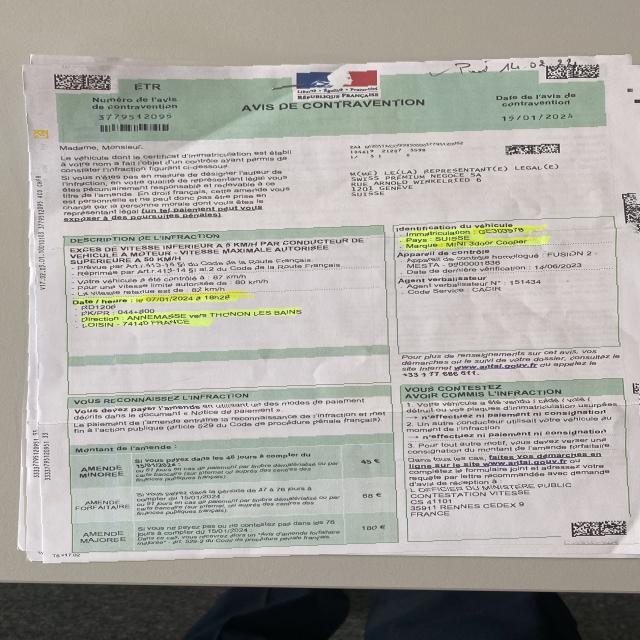 ETR
Numéro de l'avis
de contravention
3779512095
Liberté • Égalité • Fraternité
RÉPUBLIQUE FRANÇAISE
AVIS DE CONTRAVENTION
14.02
Date de l'avis de
contravention
15/01/2024
Madame, Monsieur,
Le véhicule dont le certificat d'immatriculation est établi
à votre nom a fait l'objet d'un contrôle ayant permis de
constater l'infraction figurant ci-dessous.
Si vous n'êtes pas en mesure de désigner l'auteur de
l'infraction, en votre qualité de représentant légal vous
êtes pécuniairement responsable et redevable à ce
titre de l'amende. En droit français, cette amende vous
est personnelle et ne peut donc pas être prise en
charge par la personne morale dont vous êtes le
représentant légal (un tel paiement peut vous
exposer à des poursuites pénales)
M(ME) LE(LA) REPRESENTANT(E) LEGAL(E)
SWISS PREMIUM NEGOCE SA
RUE ARNOLD WINKELRIED 6
1201 GENEVE
SUISSE
DESCRIPTION DE L'INFRACTION
EXCES DE VITESSE INFERIEUR A 5 KM/H PAR CONDUCTEUR DE
VEHICULE A MOTEUR - VITESSE MAXIMALE AUTORISEE
SUPERIEURE A 50 KM/H
- Prévue par Art. R.413-14 §I du Code de la Route Français.
- Réprimée par Art. R.413-14 §I al.2 du Code de la Route Français.
- Votre véhicule a été contrôlé à : 87 km/h
- Pour une vitesse limite autorisée de : 80 km/h
- La vitesse retenue est de : 82 km/h
Date / heure : le 07/01/2024 à 16h28
- RD1206
- PK/PR : 044+800
- Direction : ANNEMASSE vers THONON LES BAINS
- LOISIN - 74140 FRANCE
Identification du véhicule
- Immatriculation :
- Pays : SUISSE
- Marque : MINI 3door Cooper
Appareil de contrôle
- Appareil de contrôle homologué : FUSION 2 -
MESTA -
- Date de dernière vérification : 14/06/2023
Agent verbalisateur
- Agent verbalisateur N° : 151434
- Code Service : CACIR
Pour plus de renseignements sur cet avis, vos
démarches ou le suivi du dossier, consultez le
site Internet www.antai.gouv.fr ou appelez le
VOUS RECONNAISSEZ L'INFRACTION
Vous devez payer l'amende en utilisant un des modes de paiement
décrits dans le document « Notice de paiement ».
Le paiement de l'amende entraîne la reconnaissance de l'infraction et met
fin à l'action publique (article 529 du Code de procédure pénale français).
Montant de l'amende :
AMENDE
MINORÉE
Si vous payez dans les 46 jours à compter du
15/01/2024 :
45 €
AMENDE
FORFAITAIRE
Si vous payez dans la période de 47 à 76 jours à
compter du 15/01/2024
68 €
AMENDE
MAJORÉE
Si vous ne payez pas ou ne contestez pas dans les 76
jours à compter du 15/01/2024 :
180 €
VOUS CONTESTEZ
AVOIR COMMIS L'INFRACTION
1. Votre véhicule a été vendu / cédé / volé /
détruit ou vos plaques d'immatriculation usurpées
→ n'effectuez ni paiement ni consignation
2. Un autre conducteur utilisait votre véhicule au
moment de l'infraction
→ n'effectuez ni paiement ni consignation
3. Pour tout autre motif, vous devez verser une
consignation du montant de l'amende forfaitaire.
Dans tous les cas, faites vos démarches en
ligne sur le site www.antai.gouv.fr ou
complétez le formulaire joint et adressez votre
requête par lettre recommandée avec demande
d'avis de réception à :
L OFFICIER DU MINISTERE PUBLIC
CONTESTATION VITESSE
CS 41101
35911 RENNES CEDEX 9
FRANCE